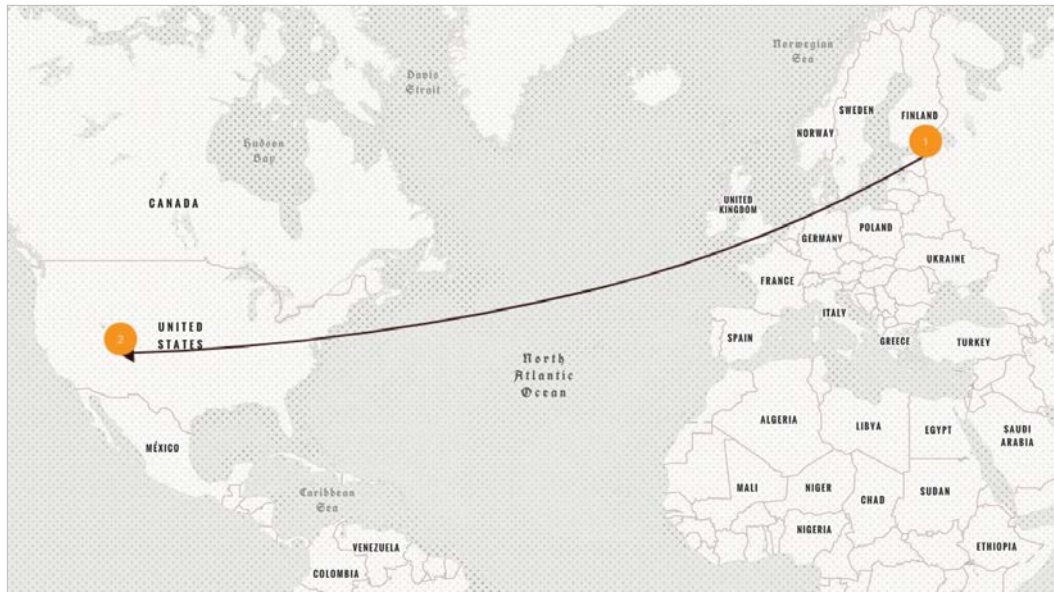 Norwegian
Sea
Davis
Strait
SWEDEN
FINLAND
NORWAY
1
Hudson
Bay
CANADA
UNITED
KINGDOM
POLAND
GERMANY
UKRAINE
FRANCE
ITALY
UNITED
STATES
2
SPAIN
GREECE
TURKEY
North
Atlantic
Ocean
ALGERIA
LIBYA
EGYPT
SAUDI
ARABIA
MÉXICO
MALI
NIGER
CHAD
SUDAN
Caribbean
Sea
NIGERIA
VENEZUELA
ETHIOPIA
COLOMBIA